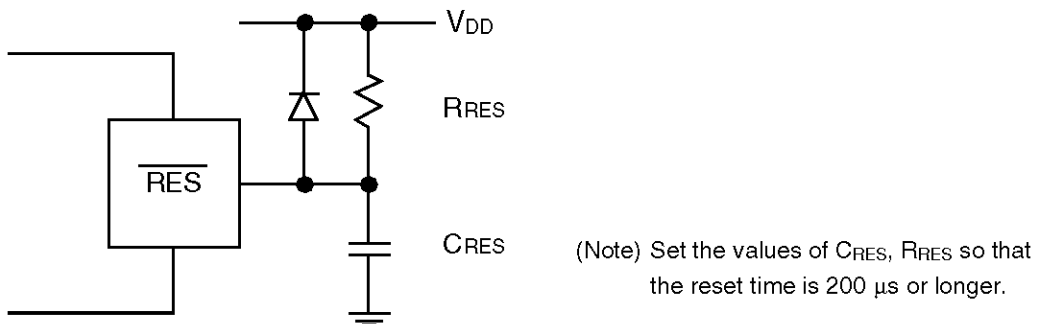 VDD
RRES
RES
CRES
(Note) Set the values of CRES, RRES so that
the reset time is 200 μs or longer.